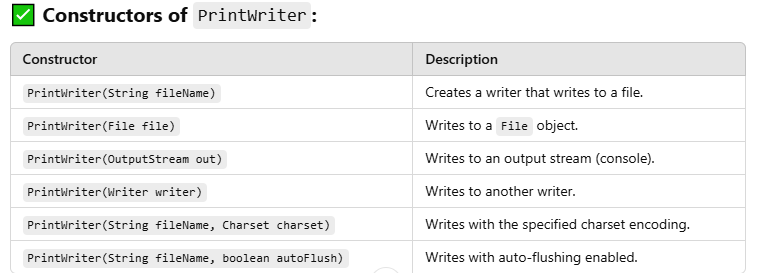 ✅ Constructors of PrintWriter:
Constructor Description
PrintWriter(String fileName) Creates a writer that writes to a file.
PrintWriter(File file) Writes to a File object.
PrintWriter(OutputStream out) Writes to an output stream (console).
PrintWriter(Writer writer) Writes to another writer.
PrintWriter(String fileName, Charset charset) Writes with the specified charset encoding.
PrintWriter(String fileName, boolean autoFlush) Writes with auto-flushing enabled.